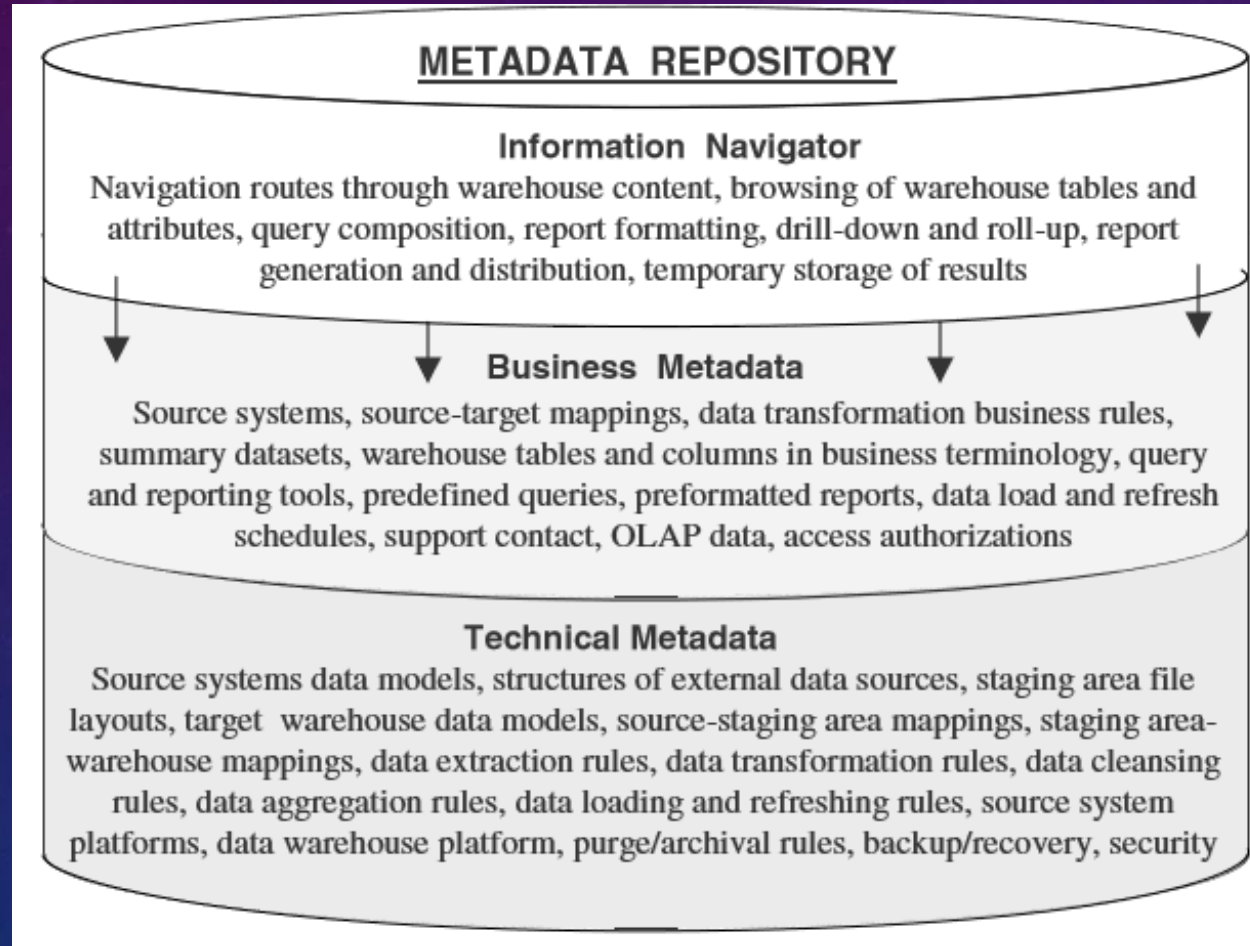 METADATA REPOSITORY
Information Navigator
Navigation routes through warehouse content, browsing of warehouse tables and
attributes, query composition, report formatting, drill-down and roll-up, report
generation and distribution, temporary storage of results
Business Metadata
Source systems, source-target mappings, data transformation business rules,
summary datasets, warehouse tables and columns in business terminology, query
and reporting tools, predefined queries, preformatted reports, data load and refresh
schedules, support contact, OLAP data, access authorizations
Technical Metadata
Source systems data models, structures of external data sources, staging area file
layouts, target warehouse data models, source-staging area mappings, staging area-
warehouse mappings, data extraction rules, data transformation rules, data cleansing
rules, data aggregation rules, data loading and refreshing rules, source system
platforms, data warehouse platform, purge/archival rules, backup/recovery, security